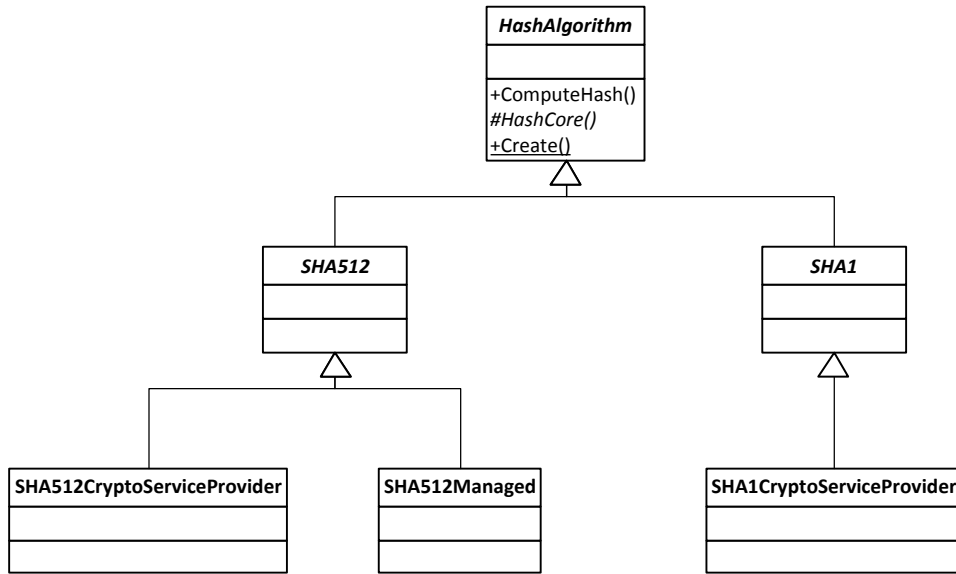 HashAlgorithm
+ComputeHash()
#HashCore()
+Create()
SHA512
SHA1
SHA512CryptoServiceProvider
SHA512Managed
SHA1CryptoServiceProvider